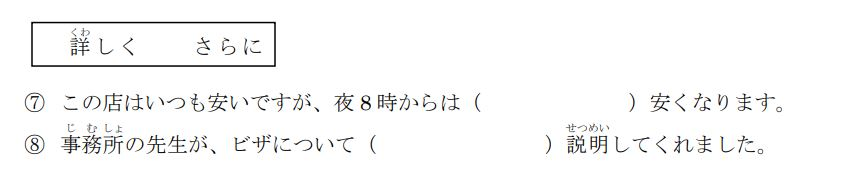 詳しく　　さらに
⑦ この店はいつも安いですが、夜８時からは（　　　　　　　）安くなります。
⑧ 事務所の先生が、ビザについて（　　　　　　　　）説明してくれました。